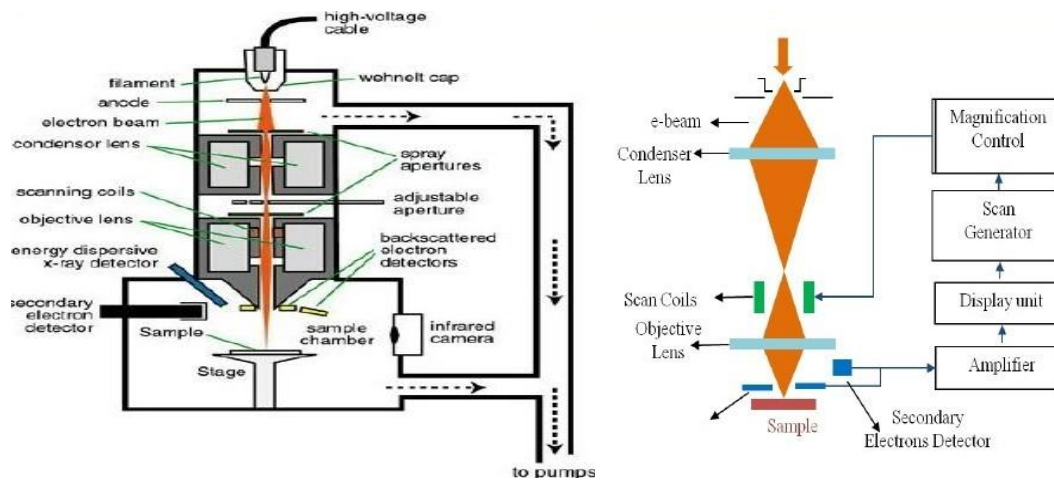 high-voltage
cable
filament
wehnelt cap
anode
electron beam
condensor lens
spray
apertures
scanning coils
adjustable
aperture
objective lens
energy dispersive
x-ray detector
backscattered
electron
detectors
secondary
electron
detector
Sample
sample
chamber
infrared
camera
Stage
to pumps
e-beam
Condenser
Lens
Scan Coils
Objective
Lens
Sample
Secondary
Electrons Detector
Magnification
Control
Scan
Generator
Display unit
Amplifier